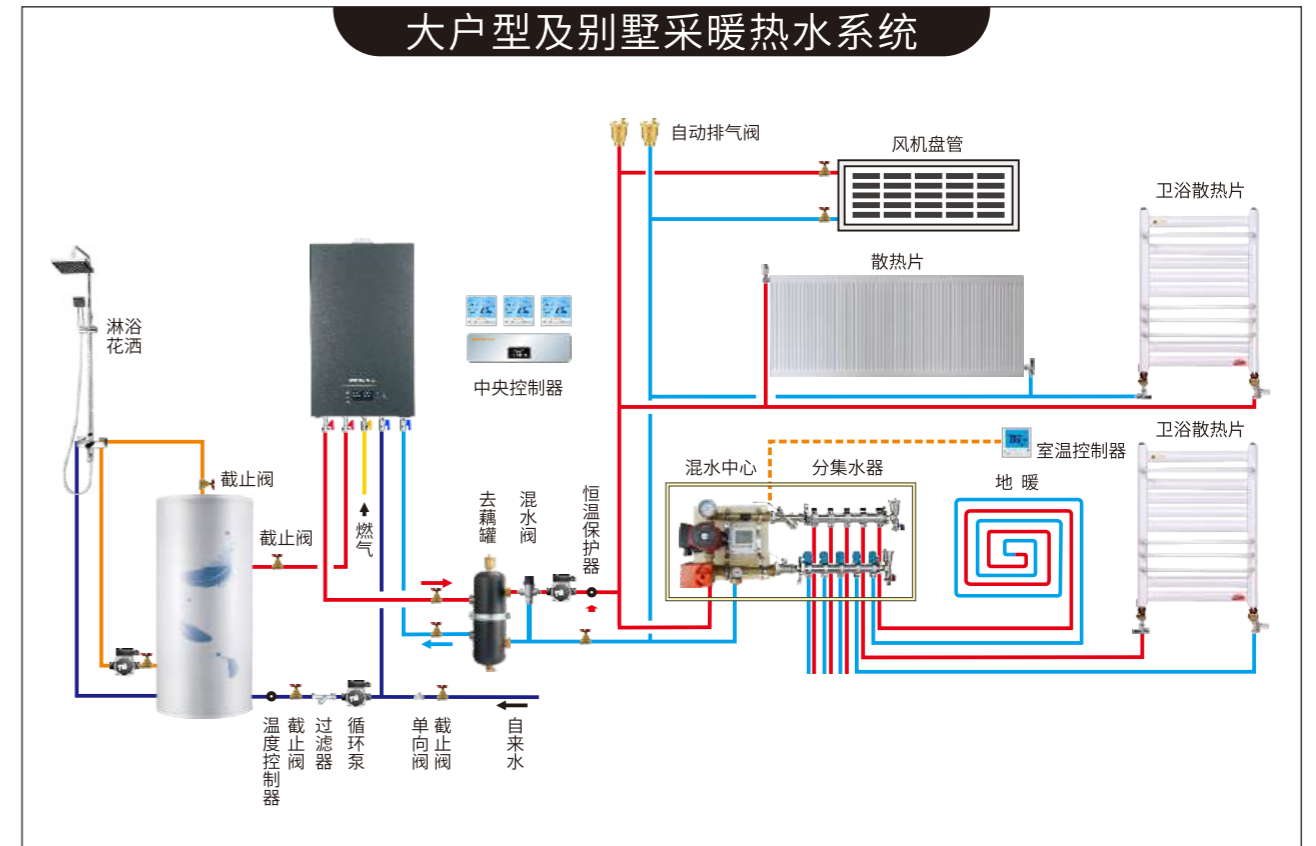 大户型及别墅采暖热水系统
自动排气阀
风机盘管
卫浴散热片
散热片
淋浴
花洒
中央控制器
卫浴散热片
室温控制器
混水中心
分集水器
地 暖
截止阀
截止阀
燃气
去藕罐
混水阀
恒温保护器
温度控制器
截止阀
过滤器
循环泵
单向阀
截止阀
自来水